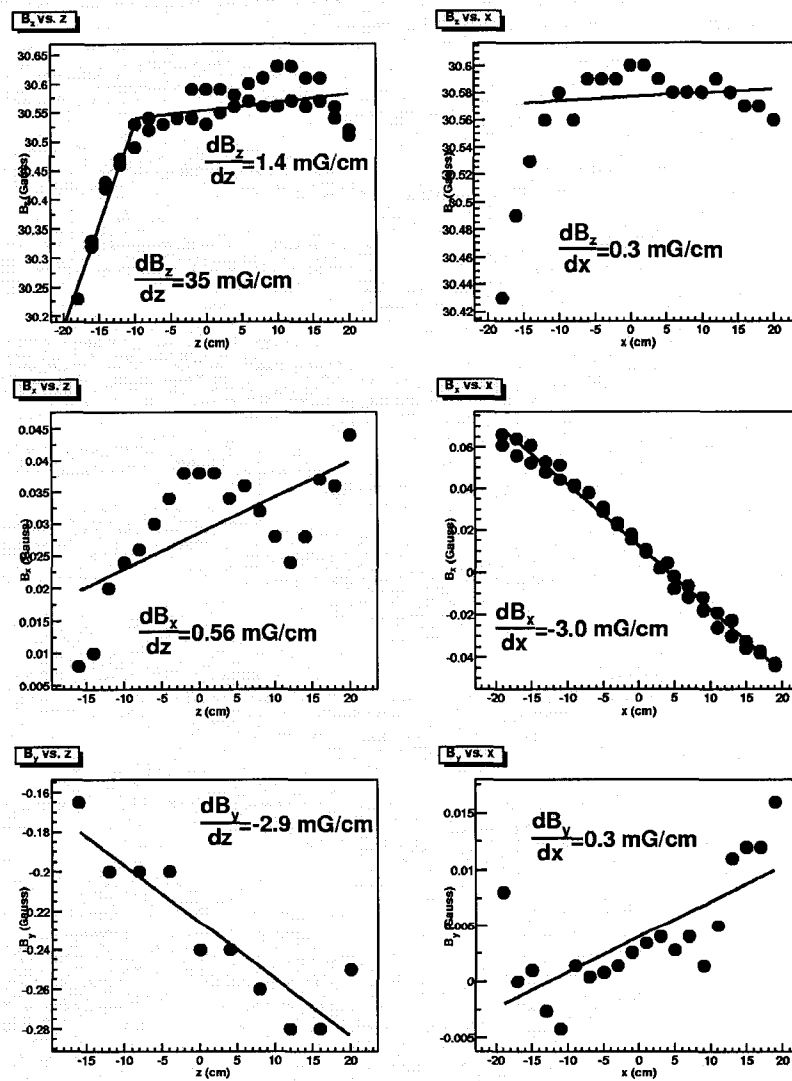 B_z vs. z
B_z (Gauss)
30.65
30.6
30.55
30.5
30.45
30.4
30.35
30.3
30.25
30.2
dB_z/dz=1.4 mG/cm
dB_z/dz=35 mG/cm
-20 -15 -10 -5 0 5 10 15 20
z (cm)
B_z vs. x
B_z (Gauss)
30.6
30.58
30.56
30.54
30.52
30.5
30.48
30.46
30.44
30.42
dB_z/dx=0.3 mG/cm
-20 -15 -10 -5 0 5 10 15 20
x (cm)
B_x vs. z
B_x (Gauss)
0.045
0.04
0.035
0.03
0.025
0.02
0.015
0.01
0.005
dB_x/dz=0.56 mG/cm
-15 -10 -5 0 5 10 15 20
z (cm)
B_x vs. x
B_x (Gauss)
0.06
0.04
0.02
0
-0.02
-0.04
dB_x/dx=-3.0 mG/cm
-20 -15 -10 -5 0 5 10 15 20
x (cm)
B_y vs. z
B_y (Gauss)
-0.16
-0.18
-0.2
-0.22
-0.24
-0.26
-0.28
dB_y/dz=-2.9 mG/cm
-15 -10 -5 0 5 10 15 20
z (cm)
B_y vs. x
B_y (Gauss)
0.015
0.01
0.005
0
-0.005
dB_y/dx=0.3 mG/cm
-20 -15 -10 -5 0 5 10 15 20
x (cm)